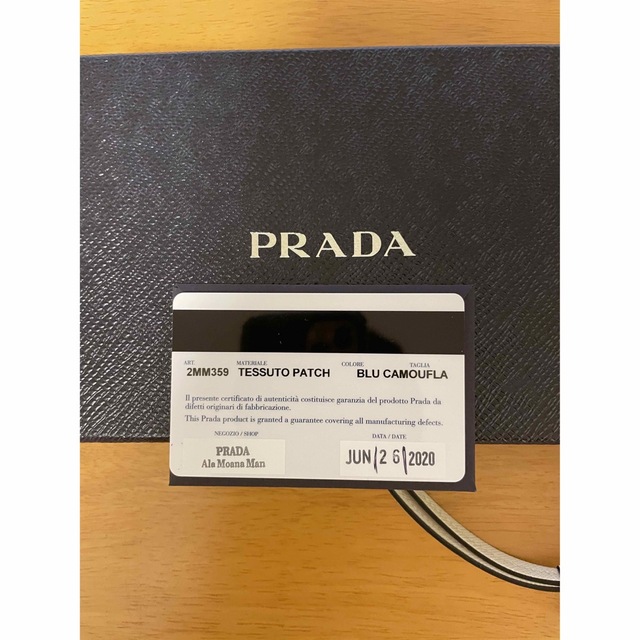 PRADA
ART. MATERIALE COLORE TAGLIA
2MM359 TESSUTO PATCH BLU CAMOUFLA
Il presente certificato di autenticità costituisce garanzia del prodotto Prada da
difetti originari di fabbricazione.
This Prada product is granted a guarantee covering all manufacturing defects.
NEGOZIO / SHOP DATA / DATE
PRADA
Ala Moana Man
JUN/26/2020